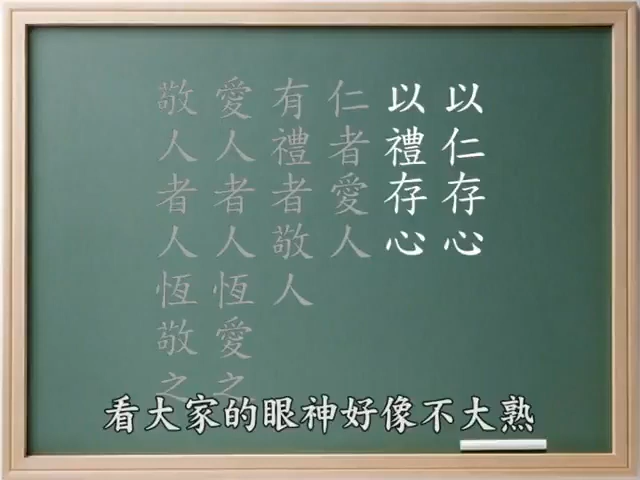 以仁存心
以禮存心
仁者愛人
有禮者敬人
愛人者人恆愛之
敬人者人恆敬之
看大家的眼神好像不大熟